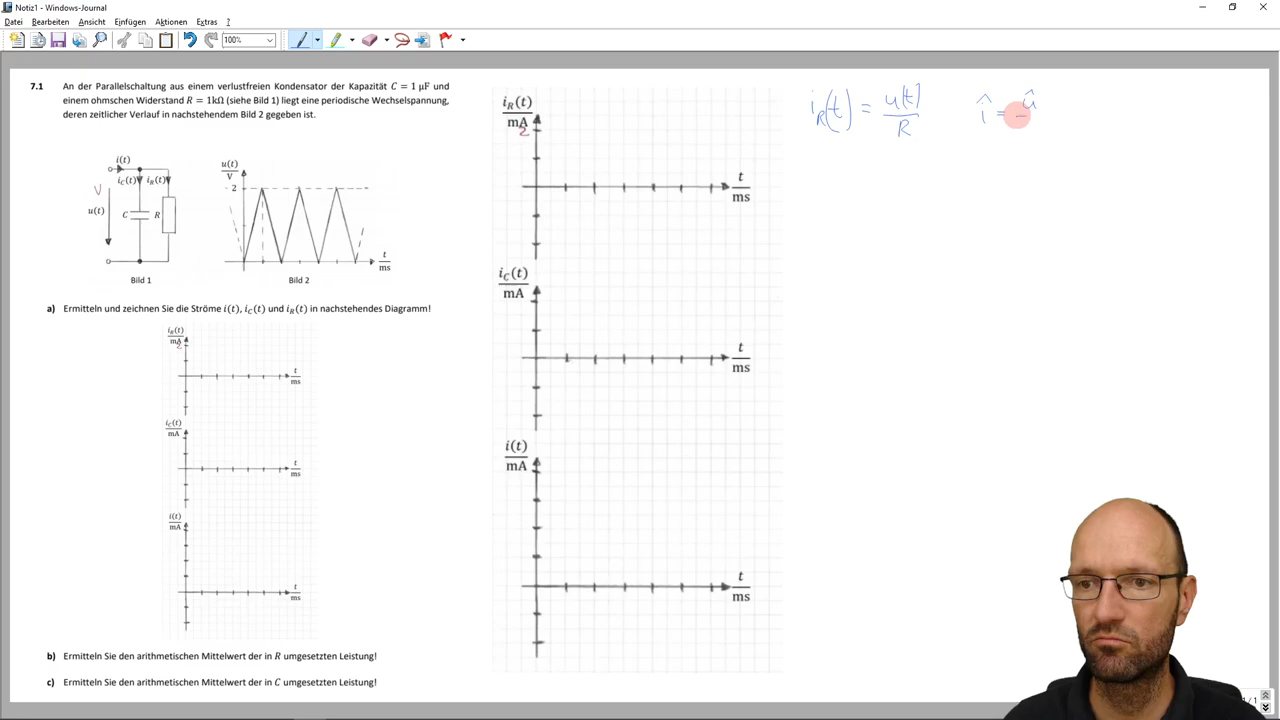 Notiz1 - Windows-Journal
Datei Bearbeiten Ansicht Einfügen Aktionen Extras ?
100%
7.1 An der Parallelschaltung aus einem verlustfreien Kondensator der Kapazität C = 1 μF und
einem ohmschen Widerstand R = 1kΩ (siehe Bild 1) liegt eine periodische Wechselspannung,
deren zeitlicher Verlauf in nachstehendem Bild 2 gegeben ist.
i(t)
i_C(t) i_R(t)
V
u(t)
C
R
Bild 1
u(t)
V
2
t
ms
Bild 2
a) Ermitteln und zeichnen Sie die Ströme i(t), i_C(t) und i_R(t) in nachstehendes Diagramm!
i_R(t)
mA
2
t
ms
i_C(t)
mA
t
ms
i(t)
mA
t
ms
b) Ermitteln Sie den arithmetischen Mittelwert der in R umgesetzten Leistung!
c) Ermitteln Sie den arithmetischen Mittelwert der in C umgesetzten Leistung!
i_R(t)
mA
2
t
ms
i_C(t)
mA
t
ms
i(t)
mA
t
ms
i_R(t) = u(t)/R
î = û